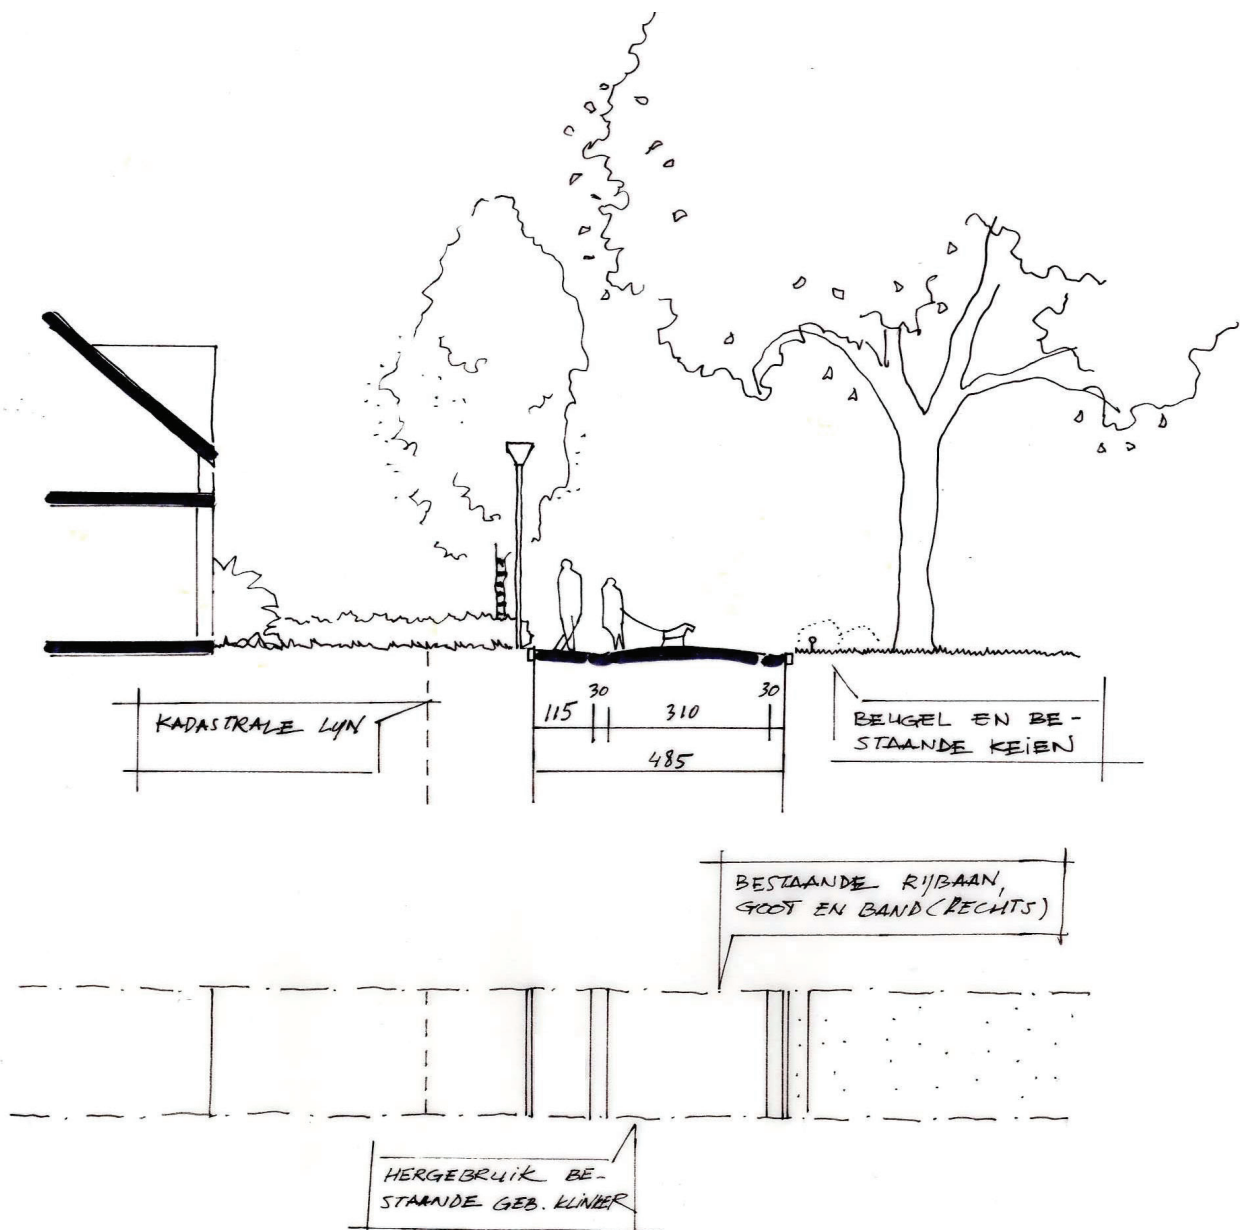 30 30
115 310
KADASTRALE LIJN
BEUGEL EN BE-
STAANDE KEIEN
485
BESTAANDE RIJBAAN,
GOOT EN BAND (RECHTS)
HERGEBRUIK BE-
STAANDE GEB. KLINKER